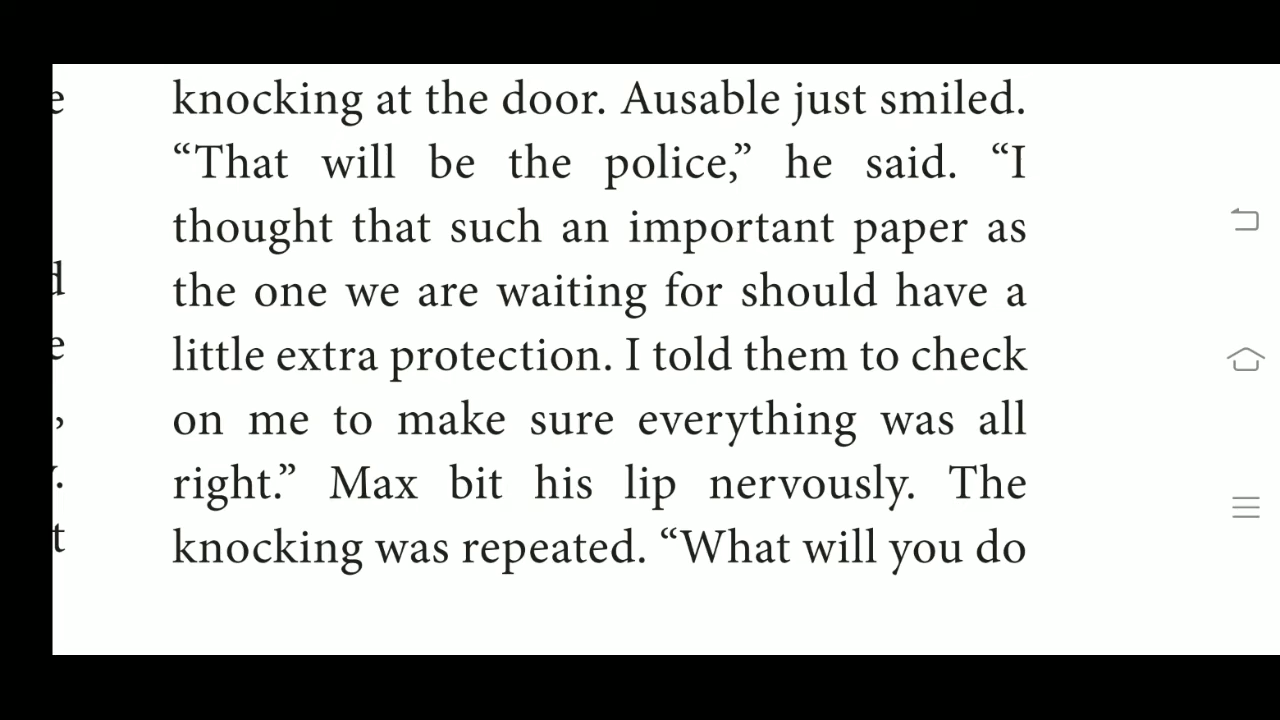 knocking at the door. Ausable just smiled.
“That will be the police,” he said. “I
thought that such an important paper as
the one we are waiting for should have a
little extra protection. I told them to check
on me to make sure everything was all
right.” Max bit his lip nervously. The
knocking was repeated. “What will you do